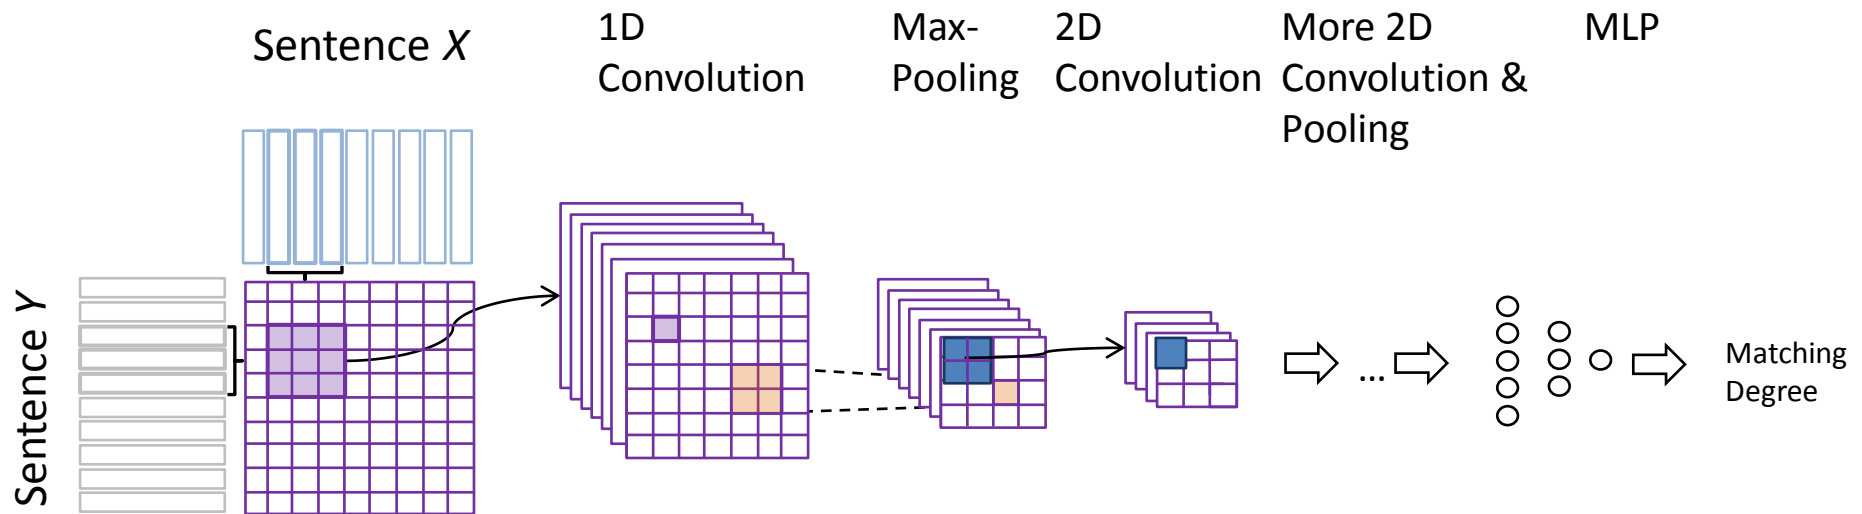 Sentence X
1D
Convolution
Max-
Pooling
2D
Convolution
More 2D
Convolution &
Pooling
MLP
Sentence Y
...
Matching
Degree